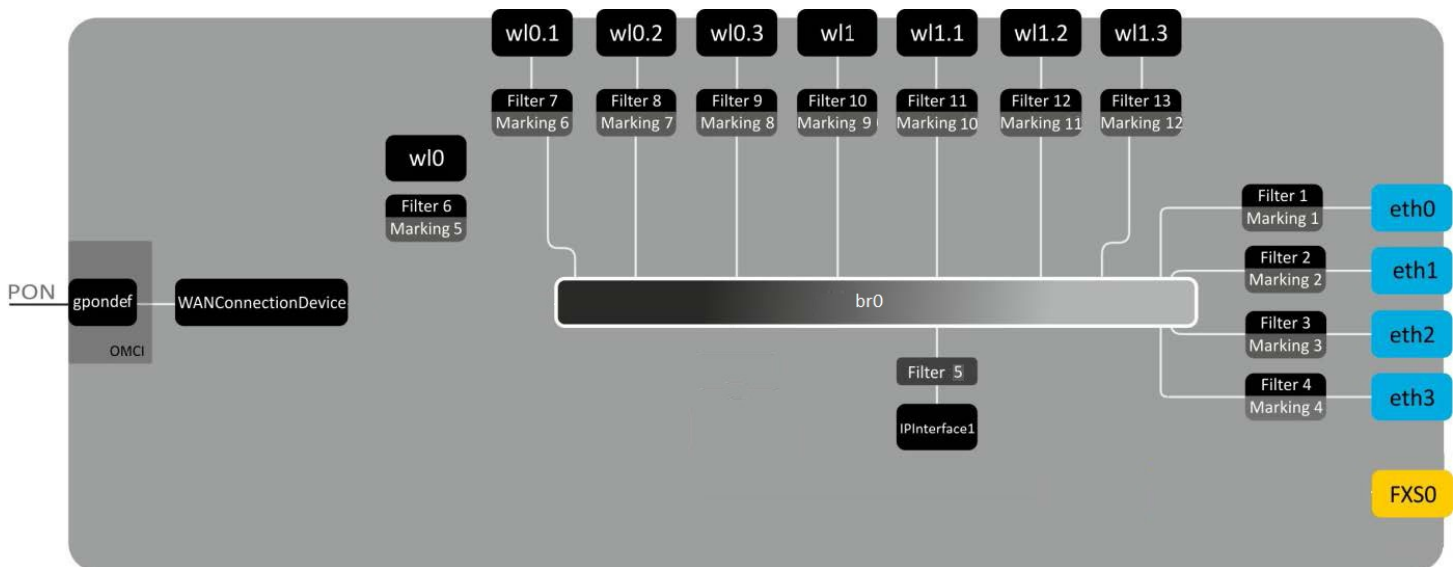 wl0.1
wl0.2
wl0.3
wl1
wl1.1
wl1.2
wl1.3
Filter 7
Marking 6
Filter 8
Marking 7
Filter 9
Marking 8
Filter 10
Marking 9
Filter 11
Marking 10
Filter 12
Marking 11
Filter 13
Marking 12
wl0
Filter 6
Marking 5
Filter 1
Marking 1
eth0
Filter 2
Marking 2
eth1
PON
gpondef
OMCI
WANConnectionDevice
br0
Filter 3
Marking 3
eth2
Filter 5
IPInterface1
Filter 4
Marking 4
eth3
FXS0